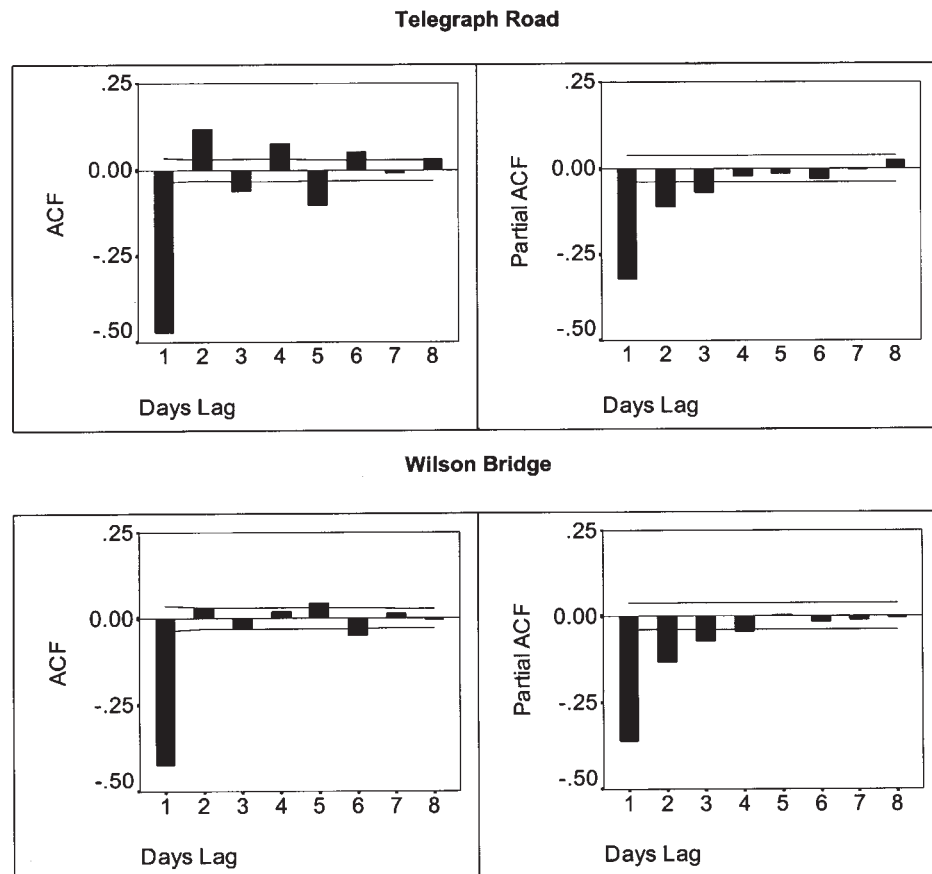 Telegraph Road
.25
0.00
-.25
-.50
ACF
1 2 3 4 5 6 7 8
Days Lag
.25
0.00
-.25
-.50
Partial ACF
1 2 3 4 5 6 7 8
Days Lag
Wilson Bridge
.25
0.00
-.25
-.50
ACF
1 2 3 4 5 6 7 8
Days Lag
.25
0.00
-.25
-.50
Partial ACF
1 2 3 4 5 6 7 8
Days Lag